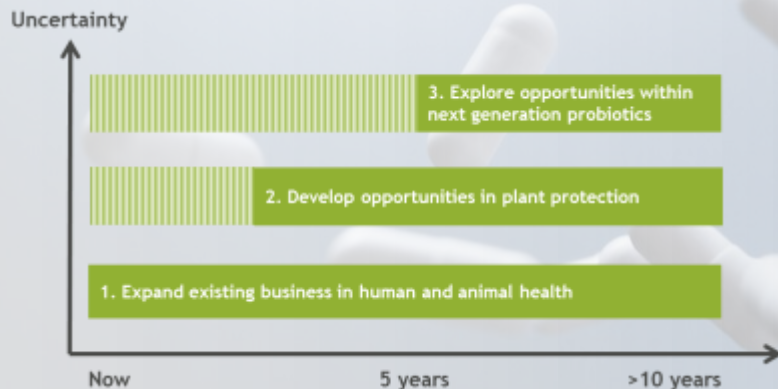 Uncertainty
3. Explore opportunities within
next generation probiotics
2. Develop opportunities in plant protection
1. Expand existing business in human and animal health
Now 5 years >10 years